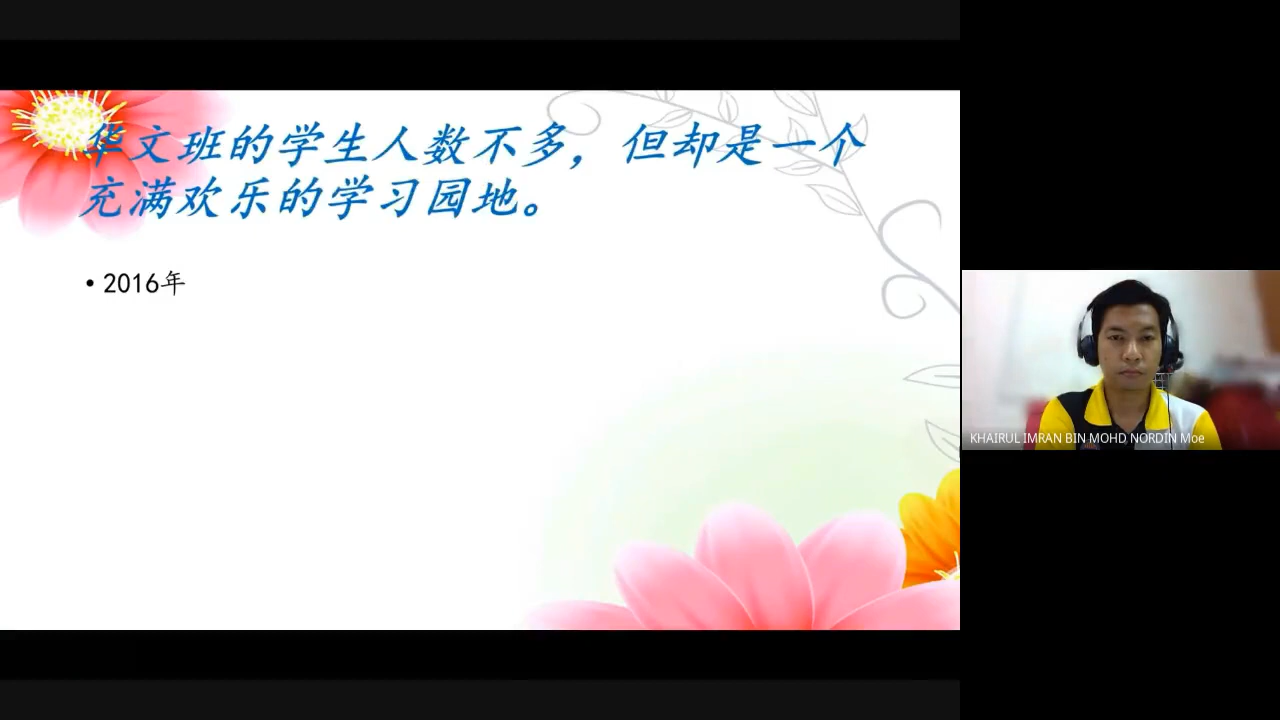 华文班的学生人数不多，但却是一个
充满欢乐的学习园地。
• 2016年
KHAIRUL IMRAN BIN MOHD NORDIN Moe